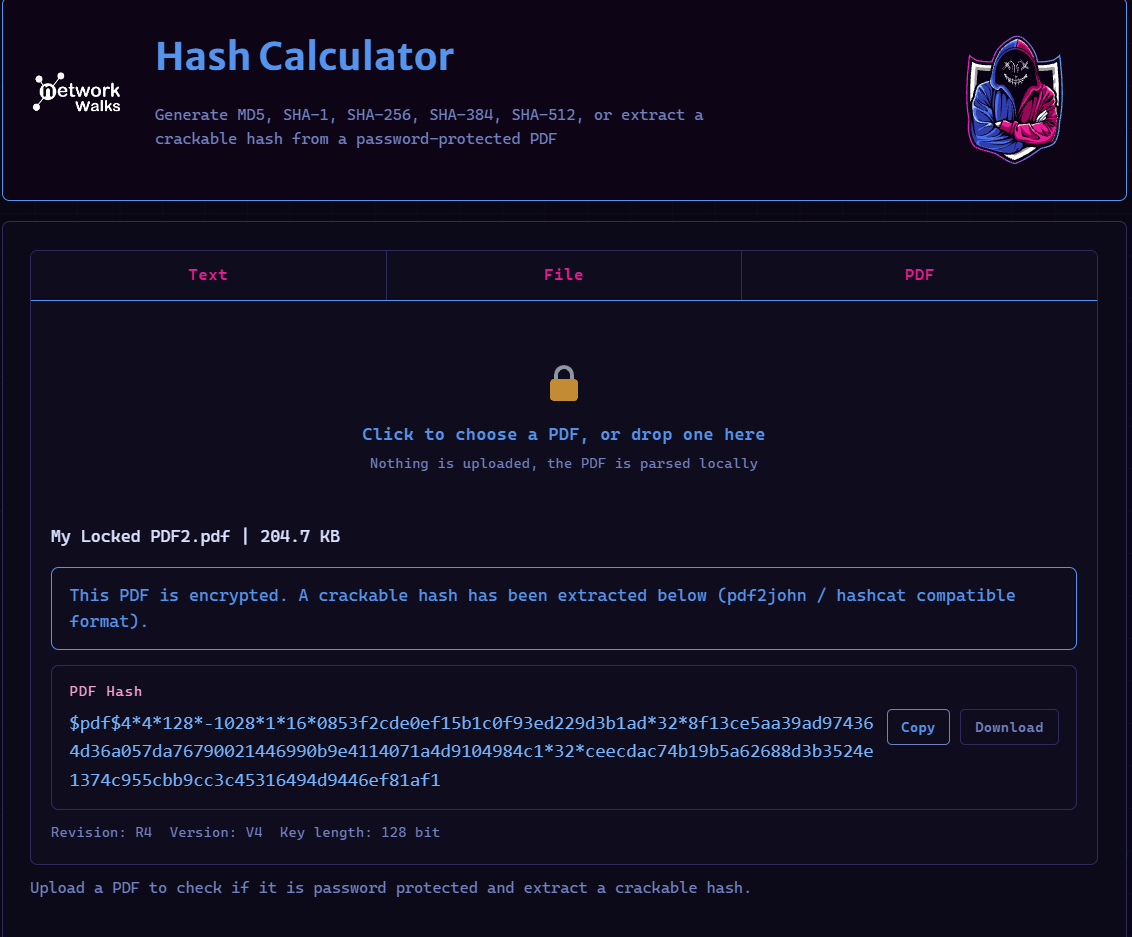 network
Walks
Hash Calculator
Generate MD5, SHA-1, SHA-256, SHA-384, SHA-512, or extract a
crackable hash from a password-protected PDF
Text File PDF
Click to choose a PDF, or drop one here
Nothing is uploaded, the PDF is parsed locally
My Locked PDF2.pdf | 204.7 KB
This PDF is encrypted. A crackable hash has been extracted below (pdf2john / hashcat compatible
format).
PDF Hash
$pdf$4*4*128*-1028*1*16*0853f2cde0ef15b1c0f93ed229d3b1ad*32*8f13ce5aa39ad97436
4d36a057da76790021446990b9e4114071a4d9104984c1*32*ceecdac74b19b5a62688d3b3524e
1374c955cbb9cc3c45316494d9446ef81af1
Copy Download
Revision: R4 Version: V4 Key length: 128 bit
Upload a PDF to check if it is password protected and extract a crackable hash.